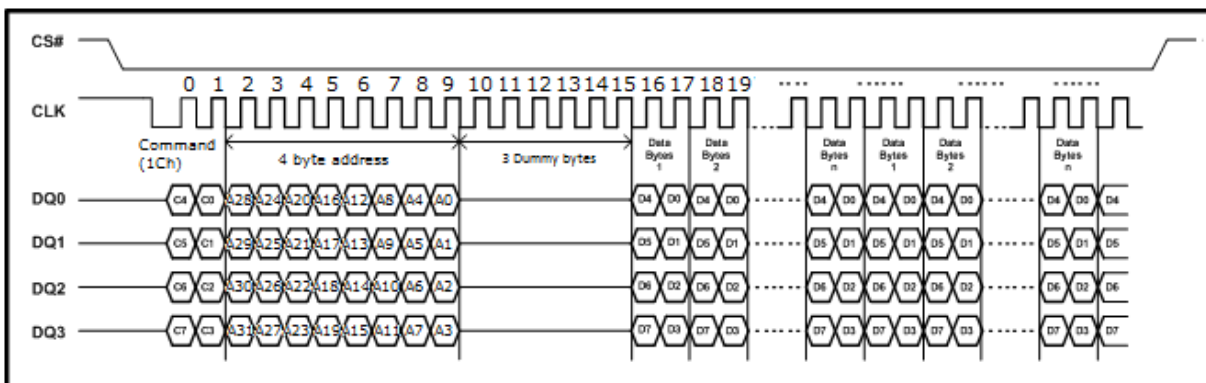 CS#
0 1 2 3 4 5 6 7 8 9 10 11 12 13 14 15 16 17 18 19
CLK
Command
(1Ch)
4 byte address
3 Dummy bytes
Data
Bytes
1
Data
Bytes
2
Data
Bytes
n
Data
Bytes
1
Data
Bytes
2
Data
Bytes
n
DQ0 C4 C0 A28 A24 A20 A16 A12 A8 A4 A0 D4 D0 D4 D0 D4 D0 D4 D0 D4 D0 D4 D0 D4
DQ1 C5 C1 A29 A25 A21 A17 A13 A9 A5 A1 D5 D1 D5 D1 D5 D1 D5 D1 D5 D1 D5 D1 D5
DQ2 C6 C2 A30 A26 A22 A18 A14 A10 A6 A2 D6 D2 D6 D2 D6 D2 D6 D2 D6 D2 D6 D2 D6
DQ3 C7 C3 A31 A27 A23 A19 A15 A11 A7 A3 D7 D3 D7 D3 D7 D3 D7 D3 D7 D3 D7 D3 D7